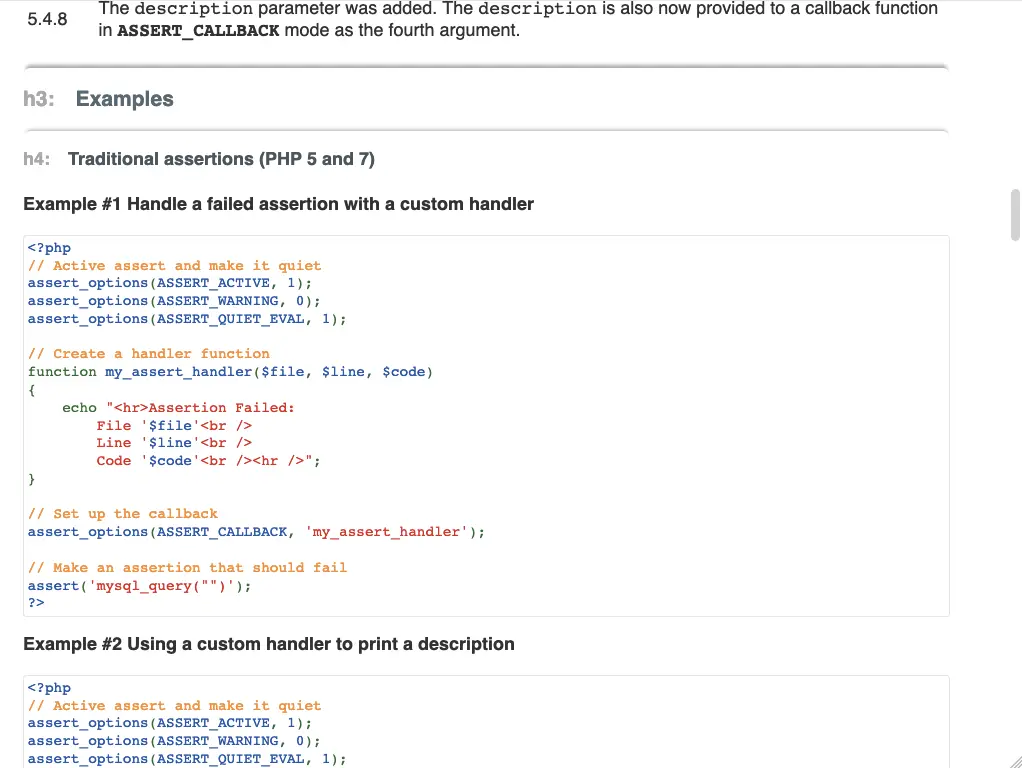 5.4.8
The description parameter was added. The description is also now provided to a callback function
in ASSERT_CALLBACK mode as the fourth argument.
h3: Examples
h4: Traditional assertions (PHP 5 and 7)
Example #1 Handle a failed assertion with a custom handler
<?php
// Active assert and make it quiet
assert_options(ASSERT_ACTIVE, 1);
assert_options(ASSERT_WARNING, 0);
assert_options(ASSERT_QUIET_EVAL, 1);

// Create a handler function
function my_assert_handler($file, $line, $code)
{
    echo "<hr>Assertion Failed:
        File '$file'<br />
        Line '$line'<br />
        Code '$code'<br /><hr />";
}

// Set up the callback
assert_options(ASSERT_CALLBACK, 'my_assert_handler');

// Make an assertion that should fail
assert('mysql_query("")');
?>
Example #2 Using a custom handler to print a description
<?php
// Active assert and make it quiet
assert_options(ASSERT_ACTIVE, 1);
assert_options(ASSERT_WARNING, 0);
assert_options(ASSERT_QUIET_EVAL, 1);